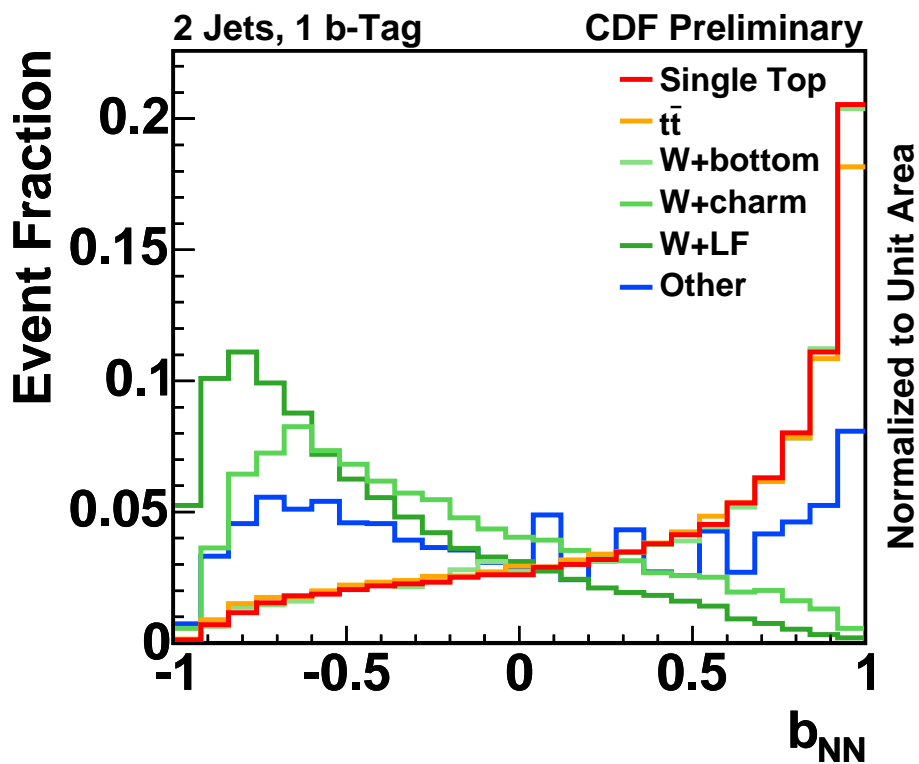 2 Jets, 1 b-Tag CDF Preliminary
Event Fraction
0.2
0.15
0.1
0.05
0
Single Top
tt̄
W+bottom
W+charm
W+LF
Other
Normalized to Unit Area
-1 -0.5 0 0.5 1
b_NN